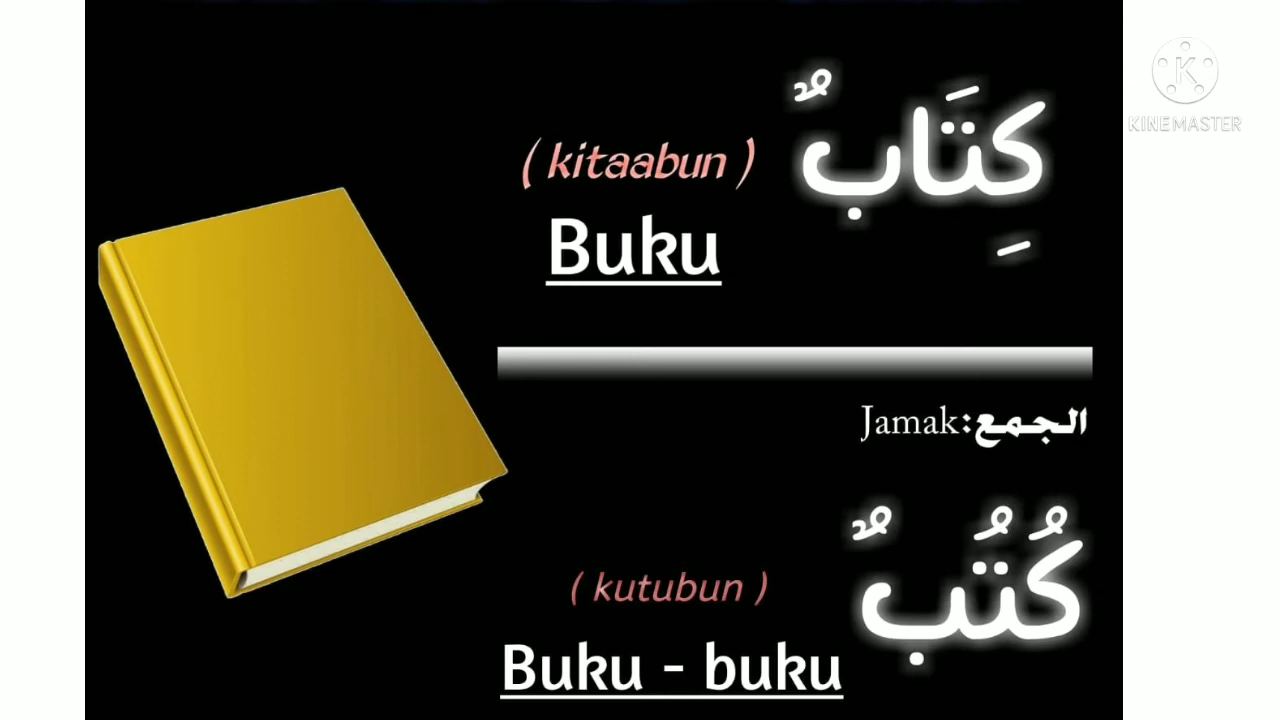 كِتَابٌ ( kitaabun )
Buku
الجمع: Jamak
كُتُبٌ ( kutubun )
Buku - buku
KINEMASTER